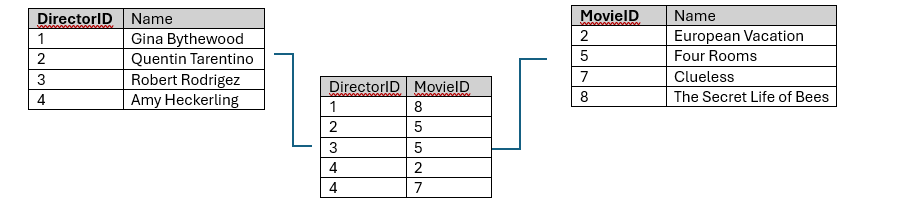 DirectorID Name
1 Gina Bythewood
2 Quentin Tarentino
3 Robert Rodrigez
4 Amy Heckerling
DirectorID MovieID
1 8
2 5
3 5
4 2
4 7
MovieID Name
2 European Vacation
5 Four Rooms
7 Clueless
8 The Secret Life of Bees